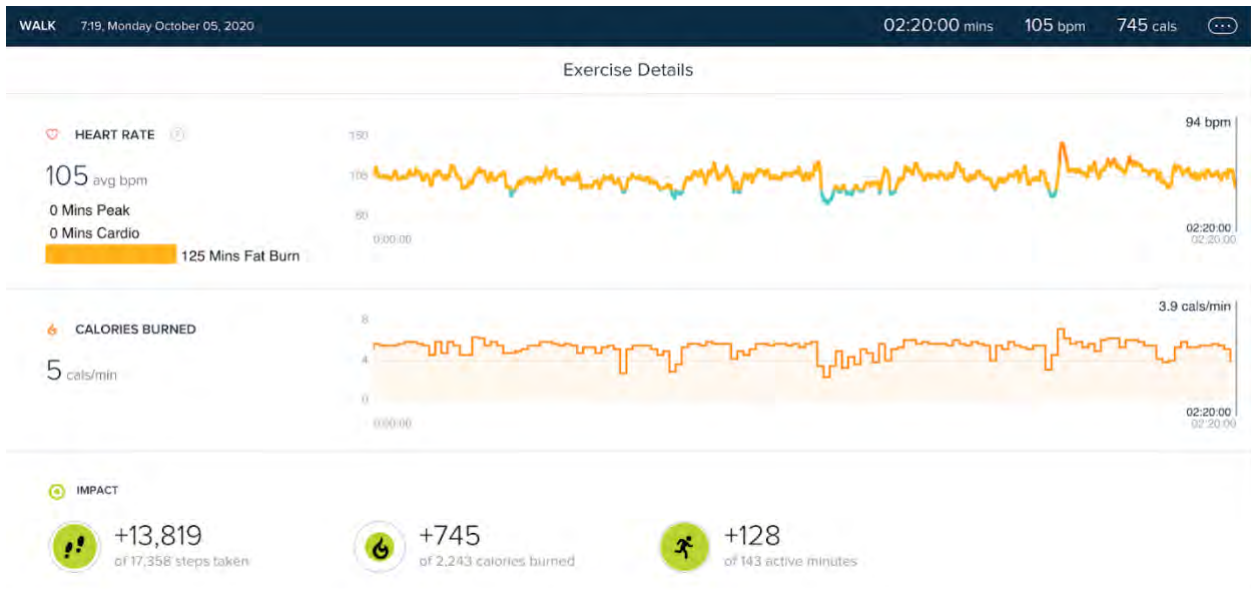 WALK 7:19, Monday October 05, 2020 02:20:00 mins 105 bpm 745 cals
Exercise Details
HEART RATE
105 avg bpm
0 Mins Peak
0 Mins Cardio
125 Mins Fat Burn
150
94 bpm
60
0:00:00
02:20:00
02:20:00
CALORIES BURNED
5 cals/min
8
3.9 cals/min
4
0
0:00:00
02:20:00
02:20:00
IMPACT
+13,819
of 17,358 steps taken
+745
of 2,243 calories burned
+128
of 143 active minutes